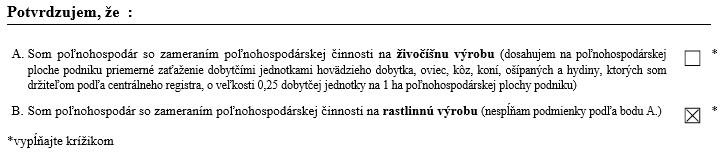 Potvrdzujem, že :
A. Som poľnohospodár so zameraním poľnohospodárskej činnosti na živočíšnu výrobu (dosahujem na poľnohospodárskej *
ploche podniku priemerné zaťaženie dobytčími jednotkami hovädzieho dobytka, oviec, kôz, koní, ošípaných a hydiny, ktorých som
držiteľom podľa centrálneho registra, o veľkosti 0,25 dobytčej jednotky na 1 ha poľnohospodárskej plochy podniku)
B. Som poľnohospodár so zameraním poľnohospodárskej činnosti na rastlinnú výrobu (nespĺňam podmienky podľa bodu A.) ☒ *
*vypĺňajte krížikom